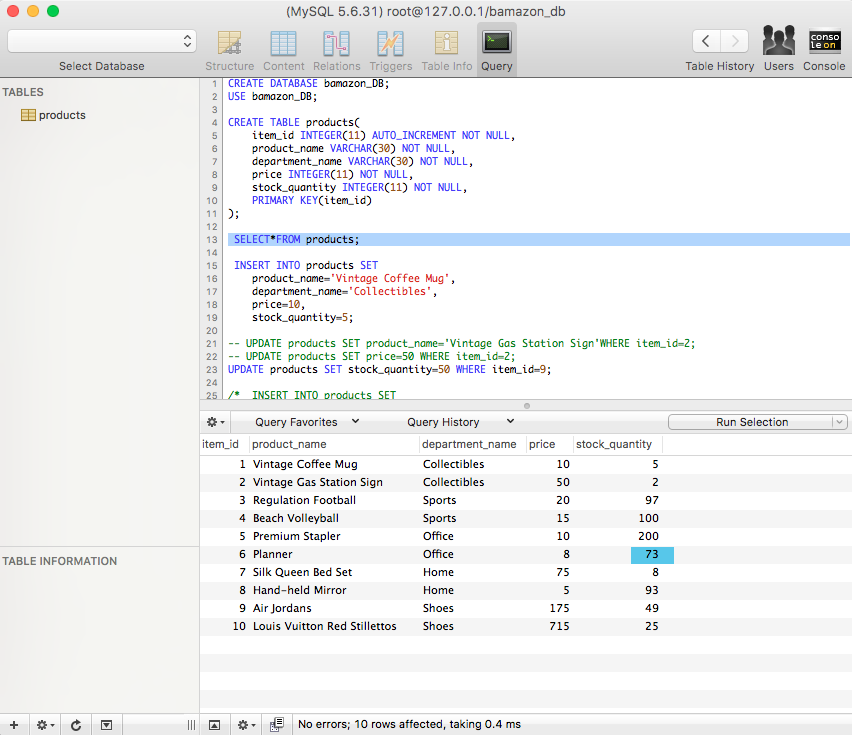 (MySQL 5.6.31) root@127.0.0.1/bamazon_db
Select Database
Structure Content Relations Triggers Table Info Query
Table History Users Console
conso
le on
TABLES
products
TABLE INFORMATION
1 CREATE DATABASE bamazon_DB;
2 USE bamazon_DB;
3
4 CREATE TABLE products(
5 item_id INTEGER(11) AUTO_INCREMENT NOT NULL,
6 product_name VARCHAR(30) NOT NULL,
7 department_name VARCHAR(30) NOT NULL,
8 price INTEGER(11) NOT NULL,
9 stock_quantity INTEGER(11) NOT NULL,
10 PRIMARY KEY(item_id)
11 );
12
13 SELECT*FROM products;
14
15 INSERT INTO products SET
16 product_name='Vintage Coffee Mug',
17 department_name='Collectibles',
18 price=10,
19 stock_quantity=5;
20
21 -- UPDATE products SET product_name='Vintage Gas Station Sign'WHERE item_id=2;
22 -- UPDATE products SET price=50 WHERE item_id=2;
23 UPDATE products SET stock_quantity=50 WHERE item_id=9;
24
25 /* INSERT INTO products SET
Query Favorites Query History Run Selection
item_id product_name department_name price stock_quantity
1 Vintage Coffee Mug Collectibles 10 5
2 Vintage Gas Station Sign Collectibles 50 2
3 Regulation Football Sports 20 97
4 Beach Volleyball Sports 15 100
5 Premium Stapler Office 10 200
6 Planner Office 8 73
7 Silk Queen Bed Set Home 75 8
8 Hand-held Mirror Home 5 93
9 Air Jordans Shoes 175 49
10 Louis Vuitton Red Stillettos Shoes 715 25
No errors; 10 rows affected, taking 0.4 ms